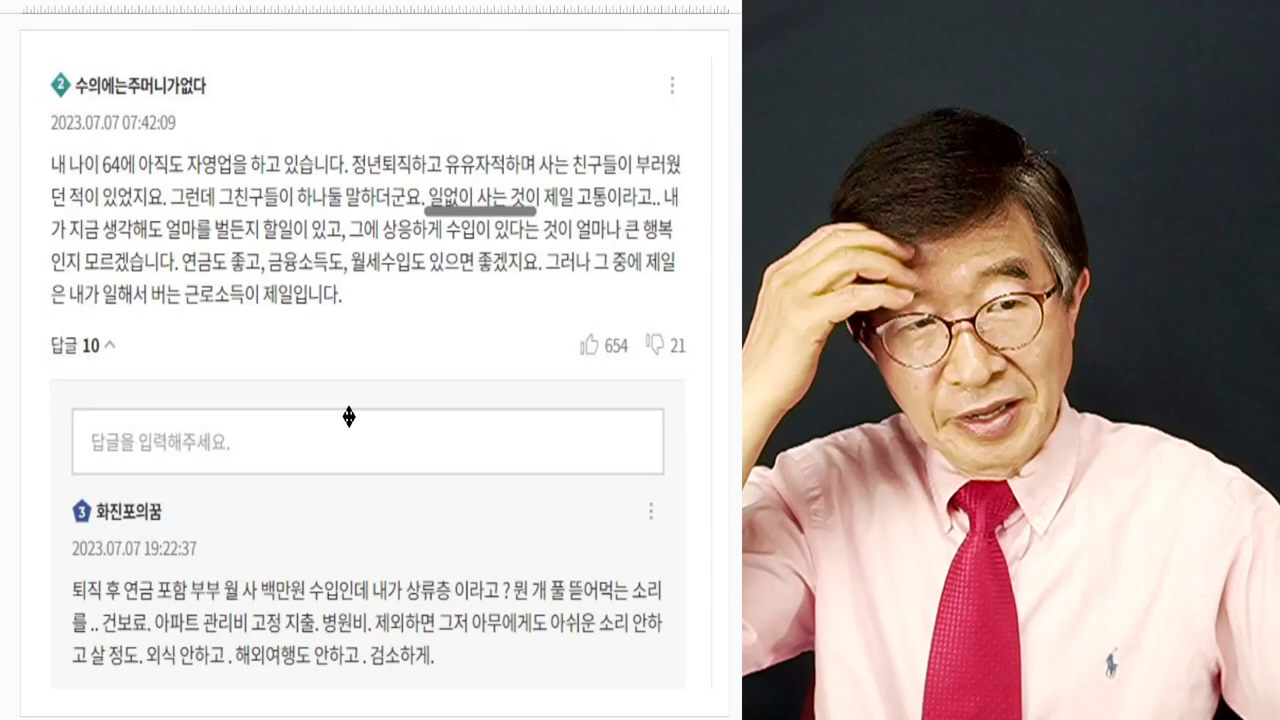 2 수의에는주머니가없다
2023.07.07 07:42:09
내 나이 64에 아직도 자영업을 하고 있습니다. 정년퇴직하고 유유자적하며 사는 친구들이 부러웠
던 적이 있었지요. 그런데 그친구들이 하나둘 말하더군요. 일없이 사는 것이 제일 고통이라고.. 내
가 지금 생각해도 얼마를 벌든지 할일이 있고, 그에 상응하게 수입이 있다는 것이 얼마나 큰 행복
인지 모르겠습니다. 연금도 좋고, 금융소득도, 월세수입도 있으면 좋겠지요. 그러나 그 중에 제일
은 내가 일해서 버는 근로소득이 제일입니다.
답글 10 654 21
답글을 입력해주세요.
3 화진포의꿈
2023.07.07 19:22:37
퇴직 후 연금 포함 부부 월 사 백만원 수입인데 내가 상류층 이라고 ? 뭔 개 풀 뜯어먹는 소리
를 .. 건보료. 아파트 관리비 고정 지출. 병원비. 제외하면 그저 아무에게도 아쉬운 소리 안하
고 살 정도. 외식 안하고 . 해외여행도 안하고 . 검소하게.